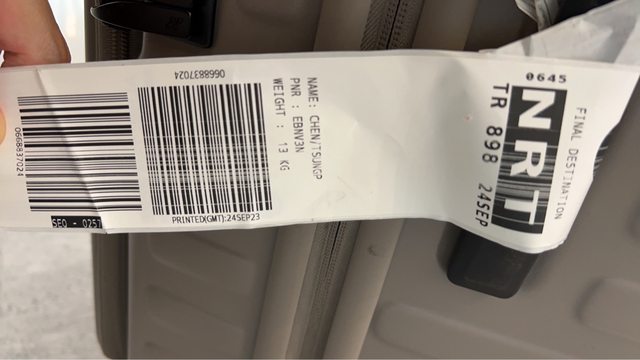 0645
FINAL DESTINATION
NRT
TR 898 24SEP
NAME: CHEN/TSUNGP
PNR : EBNV3N
WEIGHT : 13 KG
0668837024
PRINTED(GMT):24SEP23
0668837024
SEQ - 0257